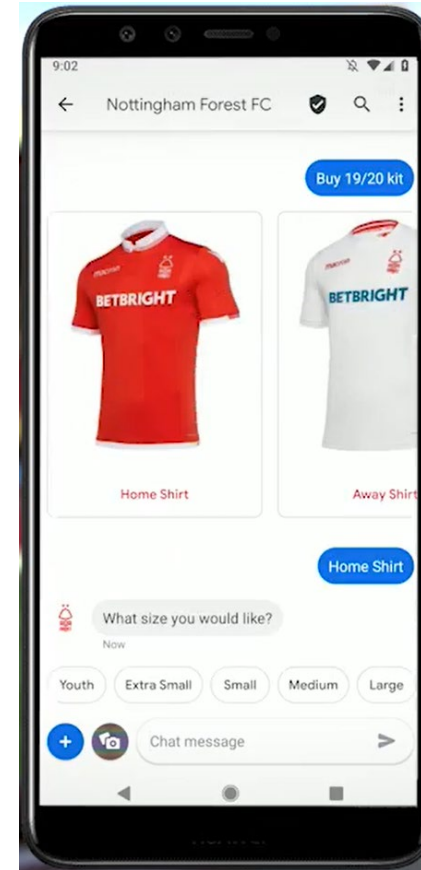 9:02
Nottingham Forest FC
Buy 19/20 kit
macron
BETBRIGHT
macron
BETBRIGHT
Home Shirt
Away Shirt
Home Shirt
What size you would like?
Now
Youth
Extra Small
Small
Medium
Large
Chat message